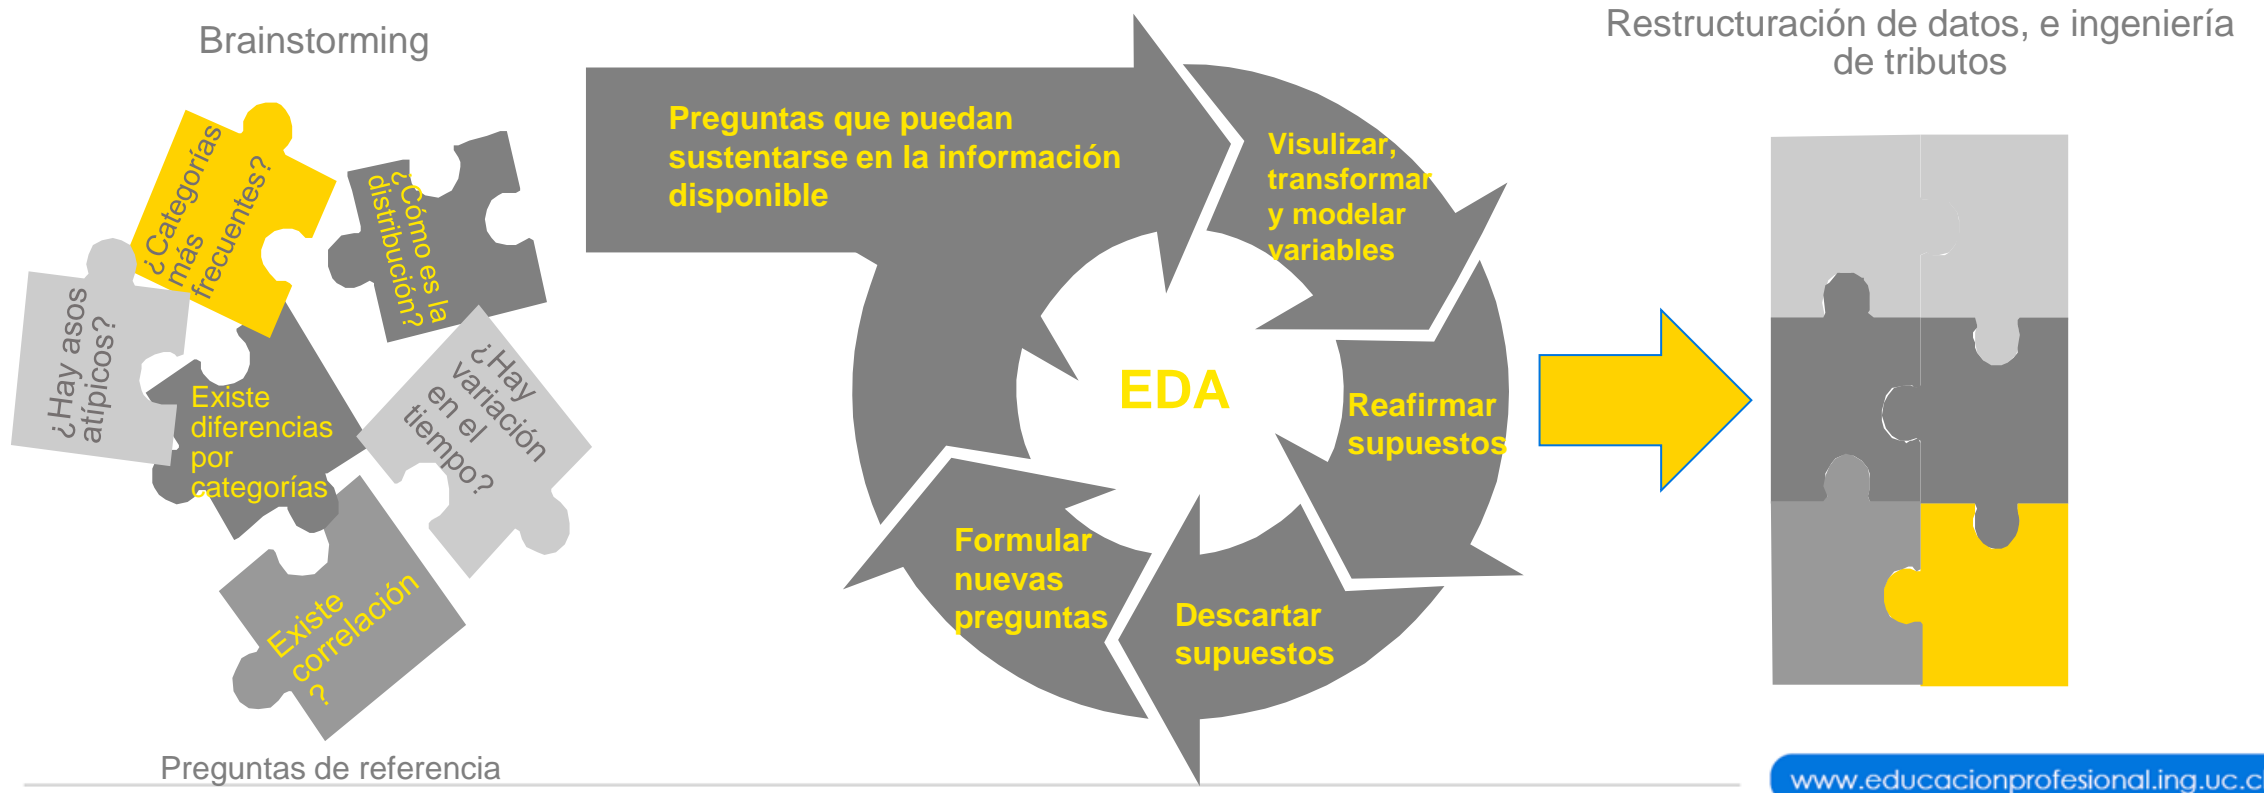 Brainstorming
¿Categorías
más
frecuentes?
¿Cómo es la
distribución?
¿Hay asos
atípicos?
Existe
diferencias
por
categorías
¿Hay
variación
en el
tiempo?
Existe
correlación
?
Preguntas de referencia
Preguntas que puedan
sustentarse en la información
disponible
Visulizar,
transformar
y modelar
variables
EDA
Reafirmar
supuestos
Descartar
supuestos
Formular
nuevas
preguntas
Restructuración de datos, e ingeniería
de tributos
www.educacionprofesional.ing.uc.c